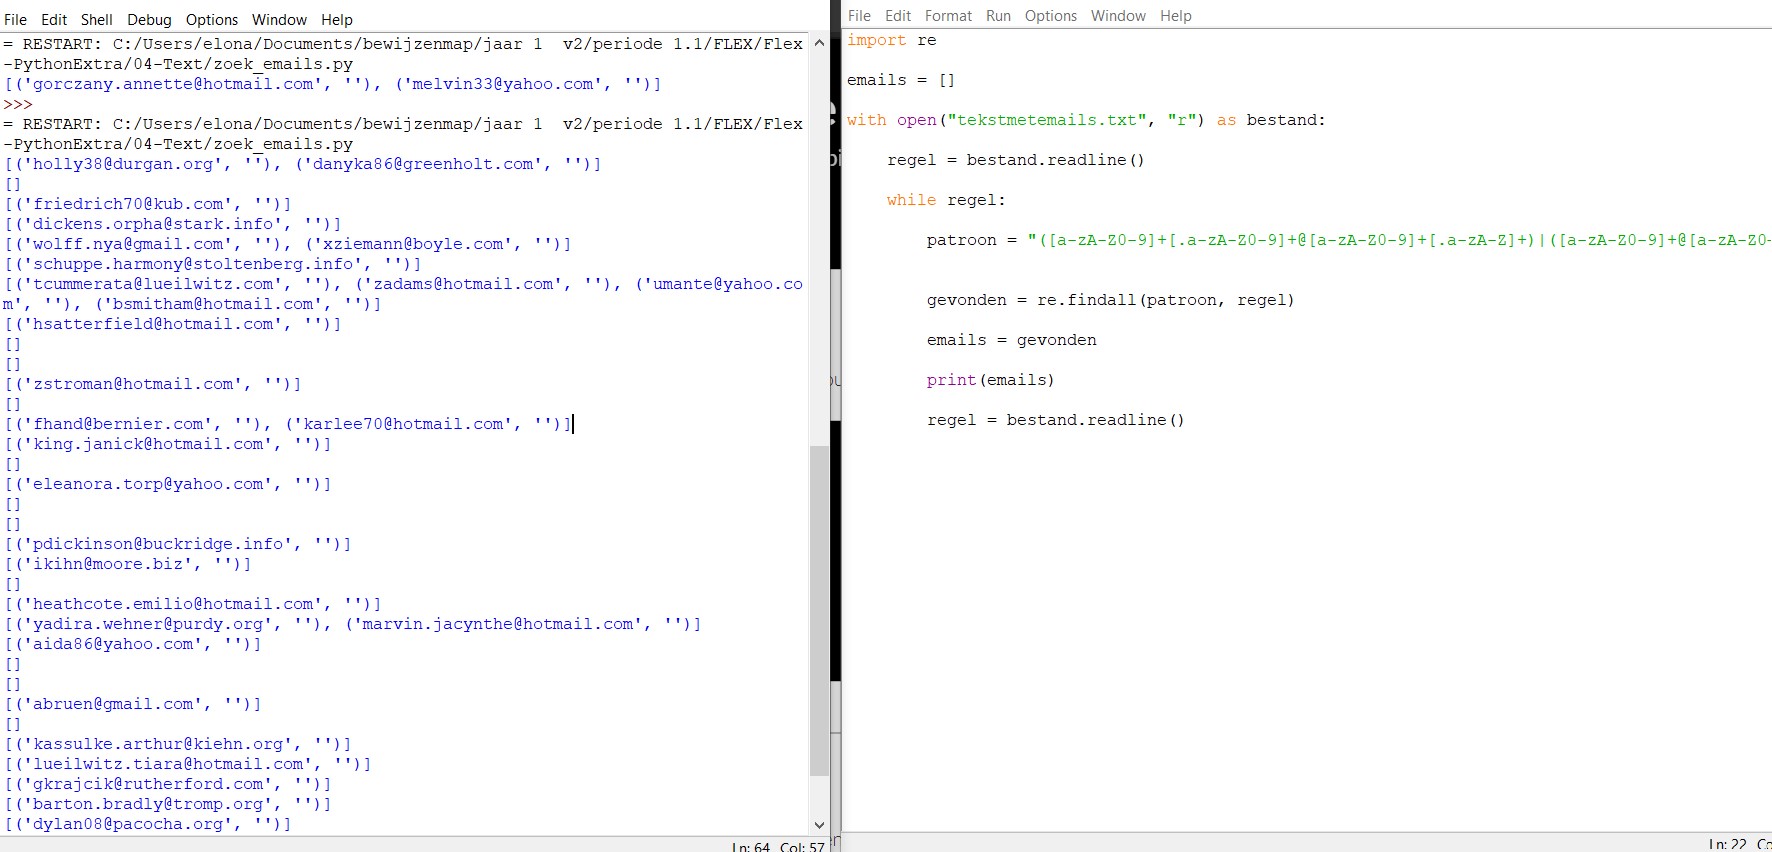 File Edit Shell Debug Options Window Help
= RESTART: C:/Users/elona/Documents/bewijzenmap/jaar 1  v2/periode 1.1/FLEX/Flex
-PythonExtra/04-Text/zoek_emails.py
[('gorczany.annette@hotmail.com', ''), ('melvin33@yahoo.com', '')]
>>>
= RESTART: C:/Users/elona/Documents/bewijzenmap/jaar 1  v2/periode 1.1/FLEX/Flex
-PythonExtra/04-Text/zoek_emails.py
[('holly38@durgan.org', ''), ('danyka86@greenholt.com', '')]
[]
[('friedrich70@kub.com', '')]
[('dickens.orpha@stark.info', '')]
[('wolff.nya@gmail.com', ''), ('xziemann@boyle.com', '')]
[('schuppe.harmony@stoltenberg.info', '')]
[('tcummerata@lueilwitz.com', ''), ('zadams@hotmail.com', ''), ('umante@yahoo.co
m', ''), ('bsmitham@hotmail.com', '')]
[('hsatterfield@hotmail.com', '')]
[]
[]
[('zstroman@hotmail.com', '')]
[]
[('fhand@bernier.com', ''), ('karlee70@hotmail.com', '')]
[('king.janick@hotmail.com', '')]
[]
[('eleanora.torp@yahoo.com', '')]
[]
[]
[('pdickinson@buckridge.info', '')]
[('ikihn@moore.biz', '')]
[]
[('heathcote.emilio@hotmail.com', '')]
[('yadira.wehner@purdy.org', ''), ('marvin.jacynthe@hotmail.com', '')]
[('aida86@yahoo.com', '')]
[]
[]
[('abruen@gmail.com', '')]
[]
[('kassulke.arthur@kiehn.org', '')]
[('lueilwitz.tiara@hotmail.com', '')]
[('gkrajcik@rutherford.com', '')]
[('barton.bradly@tromp.org', '')]
[('dylan08@pacocha.org', '')]
Ln: 64 Col: 57
File Edit Format Run Options Window Help
import re
emails = []
with open("tekstmetemails.txt", "r") as bestand:
regel = bestand.readline()
while regel:
patroon = "([a-zA-Z0-9]+[.a-zA-Z0-9]+@[a-zA-Z0-9]+[.a-zA-Z]+)|([a-zA-Z0-9]+@[a-zA-Z0-
gevonden = re.findall(patroon, regel)
emails = gevonden
print(emails)
regel = bestand.readline()
Ln: 22 Co